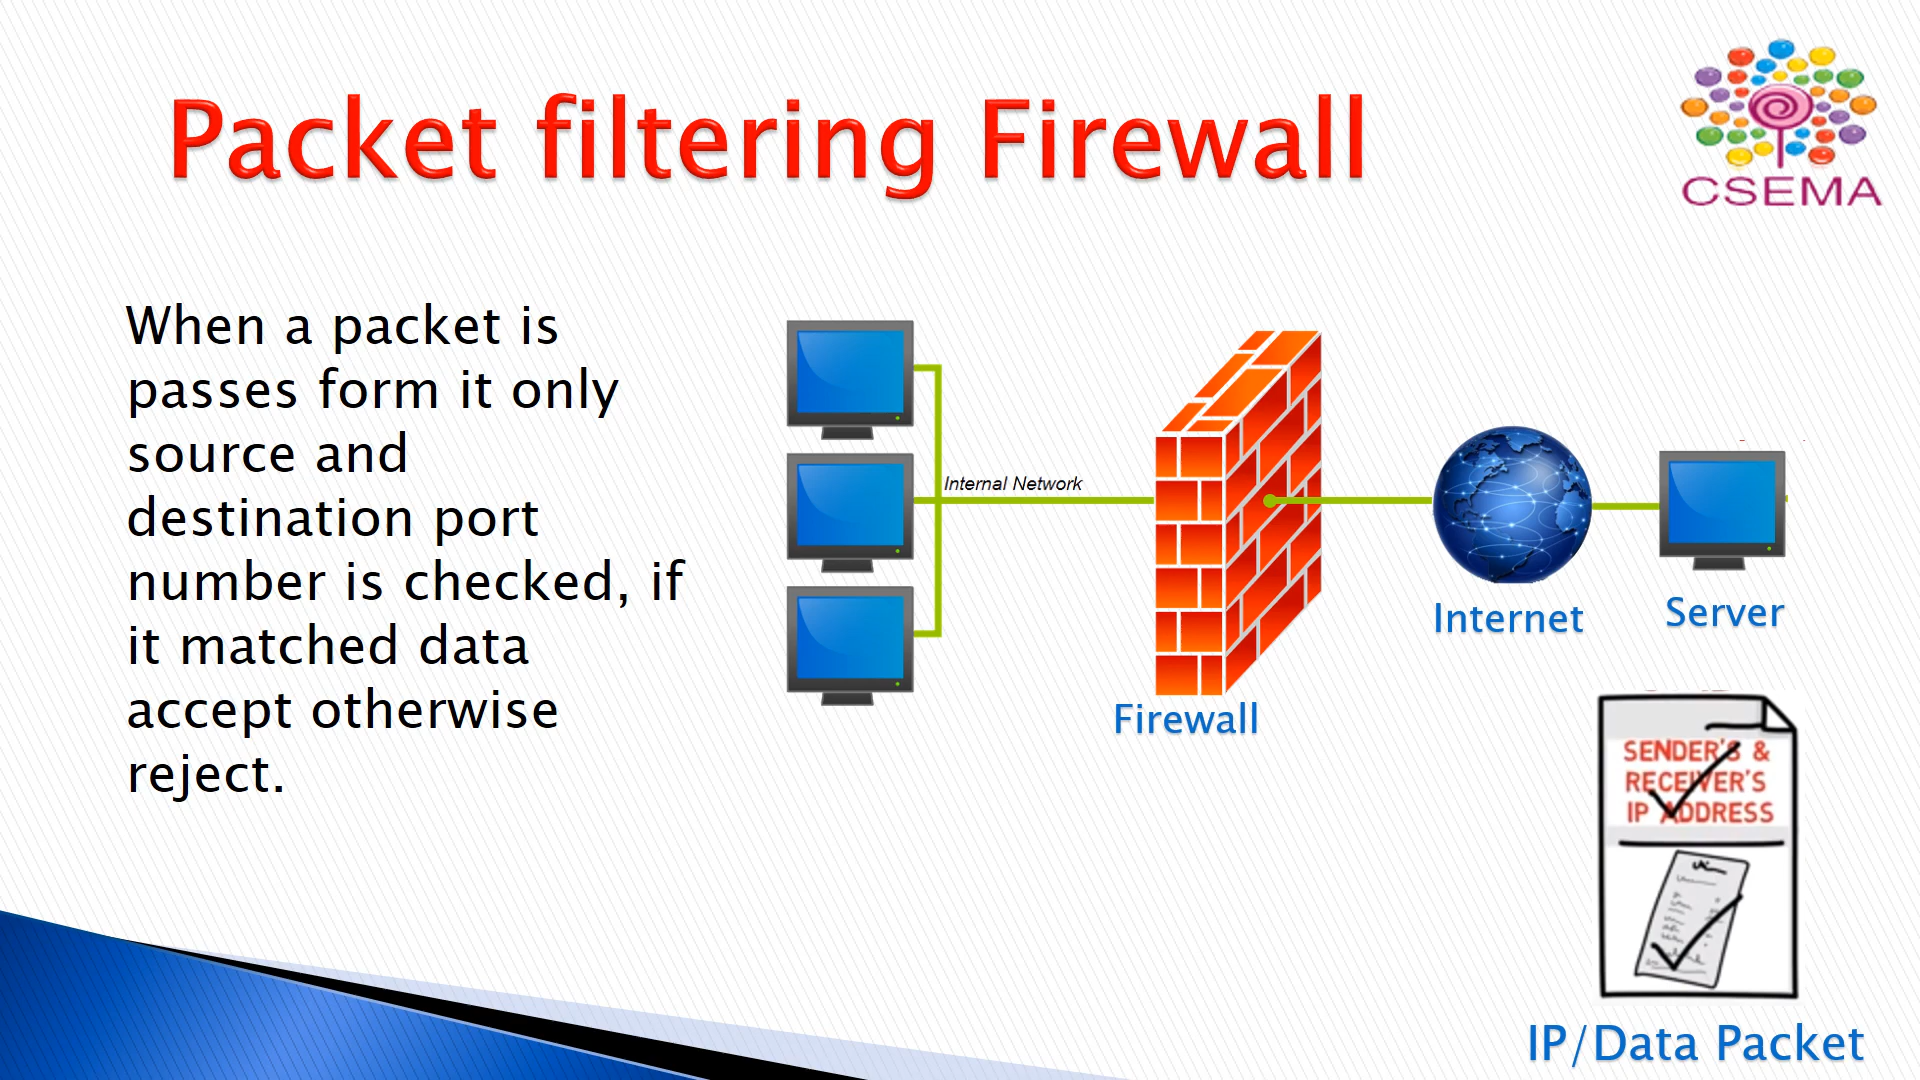 Packet filtering Firewall
CSEMA
When a packet is
passes form it only
source and
destination port
number is checked, if
it matched data
accept otherwise
reject.
Internal Network
Firewall
Internet
Server
SENDER'S &
RECEIVER'S
IP ADDRESS
IP/Data Packet